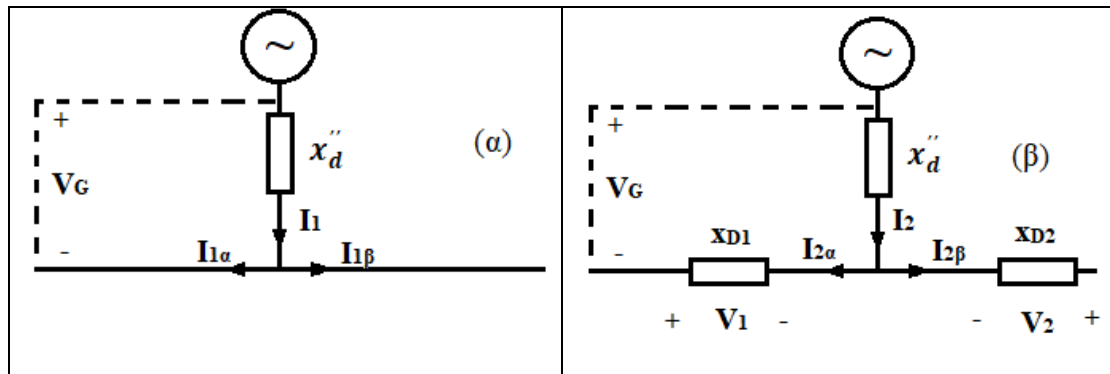 ~
+
x''d
(α)
VG
I1
-
I1α
I1β
~
+
x''d
(β)
VG
I2
-
xD1
I2α
I2β
xD2
+ V1 -
- V2 +